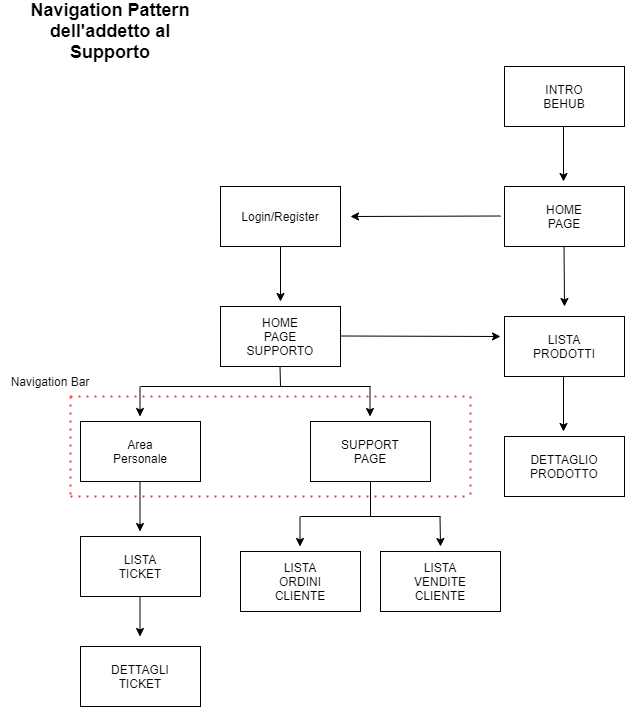 Navigation Pattern
dell'addetto al
Supporto
INTRO
BEHUB
Login/Register
HOME
PAGE
HOME
PAGE
SUPPORTO
LISTA
PRODOTTI
Navigation Bar
Area
Personale
SUPPORT
PAGE
DETTAGLIO
PRODOTTO
LISTA
TICKET
LISTA
ORDINI
CLIENTE
LISTA
VENDITE
CLIENTE
DETTAGLI
TICKET